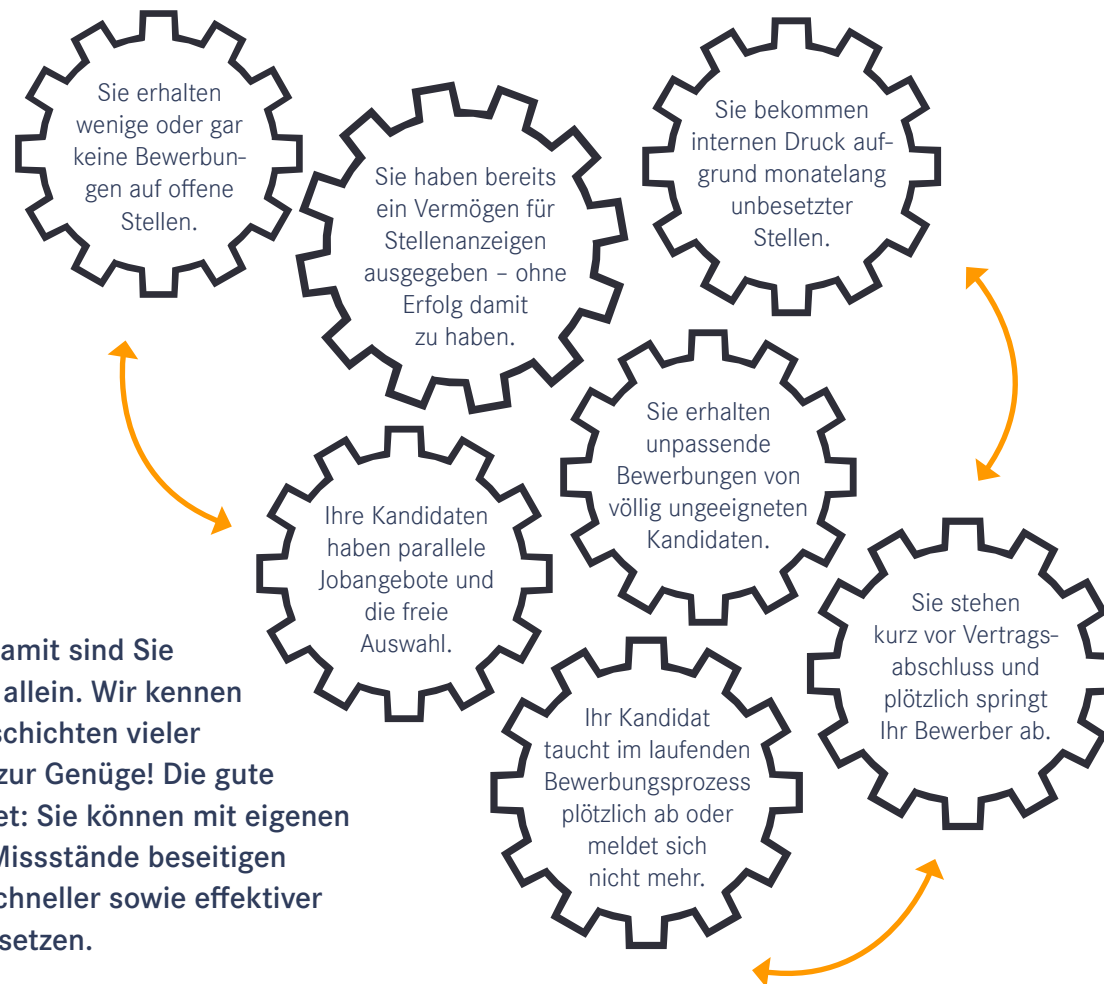 Sie erhalten
wenige oder gar
keine Bewerbun-
gen auf offene
Stellen.
Sie haben bereits
ein Vermögen für
Stellenanzeigen
ausgegeben – ohne
Erfolg damit
zu haben.
Sie bekommen
internen Druck auf-
grund monatelang
unbesetzter
Stellen.
Sie erhalten
unpassende
Bewerbungen von
völlig ungeeigneten
Kandidaten.
Ihre Kandidaten
haben parallele
Jobangebote und
die freie
Auswahl.
Sie stehen
kurz vor Vertrags-
abschluss und
plötzlich springt
Ihr Bewerber ab.
Ihr Kandidat
taucht im laufenden
Bewerbungsprozess
plötzlich ab oder
meldet sich
nicht mehr.
amit sind Sie
allein. Wir kennen
schichten vieler
zur Genüge! Die gute
et: Sie können mit eigenen
Missstände beseitigen
chneller sowie effektiver
setzen.